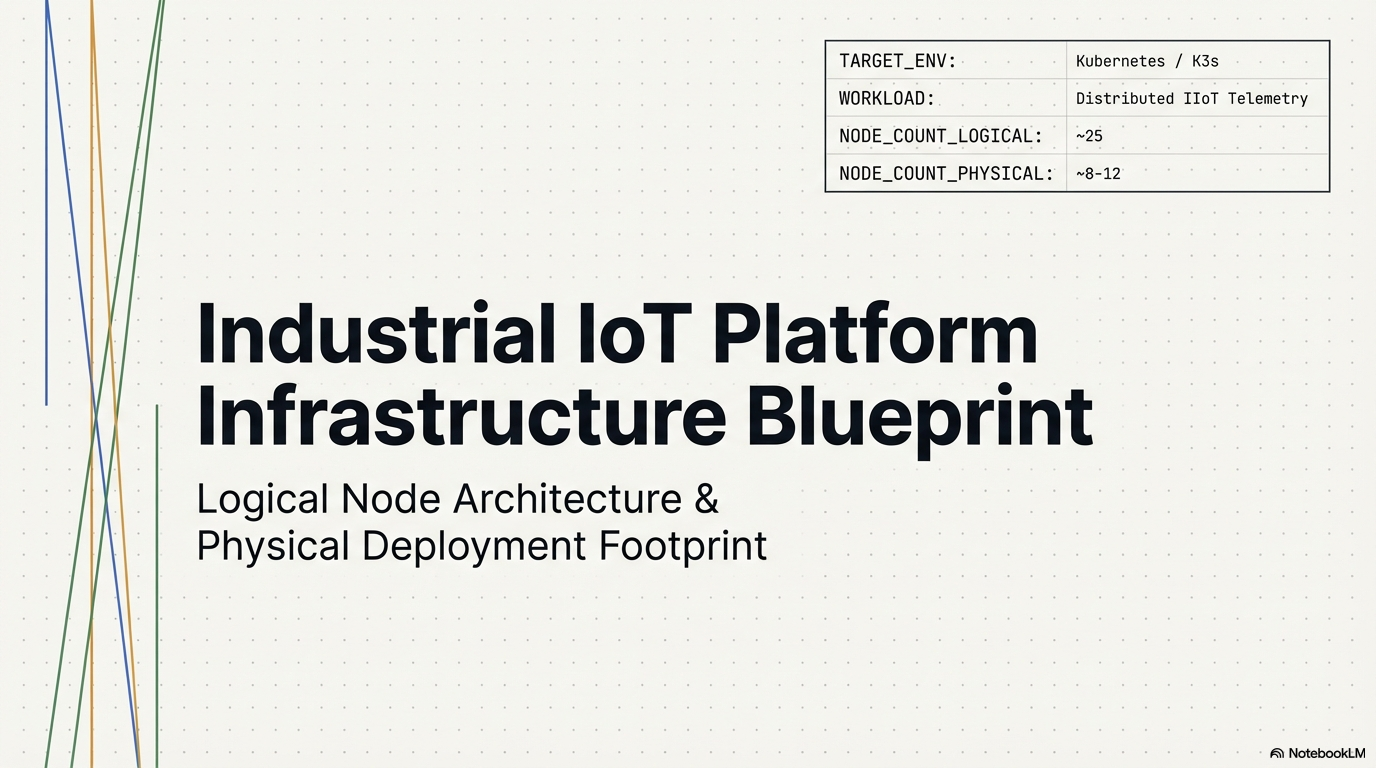 TARGET_ENV: Kubernetes / K3s
WORKLOAD: Distributed IIoT Telemetry
NODE_COUNT_LOGICAL: ~25
NODE_COUNT_PHYSICAL: ~8-12
Industrial IoT Platform
Infrastructure Blueprint
Logical Node Architecture &
Physical Deployment Footprint
NotebookLM